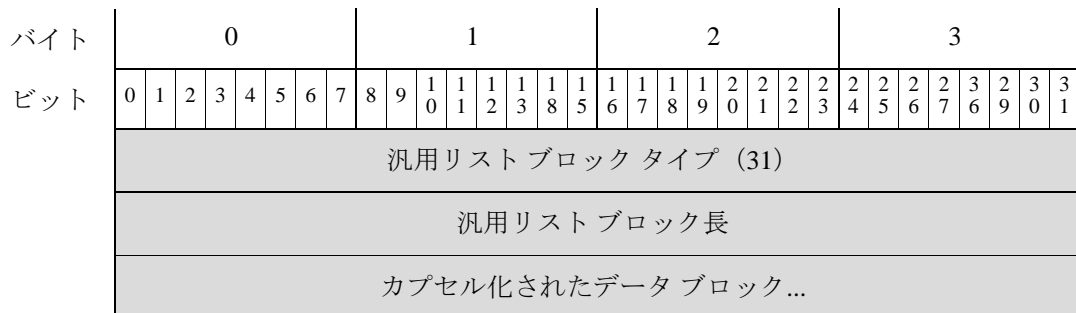 バイト 0 1 2 3
ビット 0 1 2 3 4 5 6 7 8 9 10 11 12 13 18 15 16 17 18 19 20 21 22 23 24 25 26 27 36 29 30 31
汎用リスト ブロック タイプ（31）
汎用リスト ブロック長
カプセル化されたデータ ブロック...